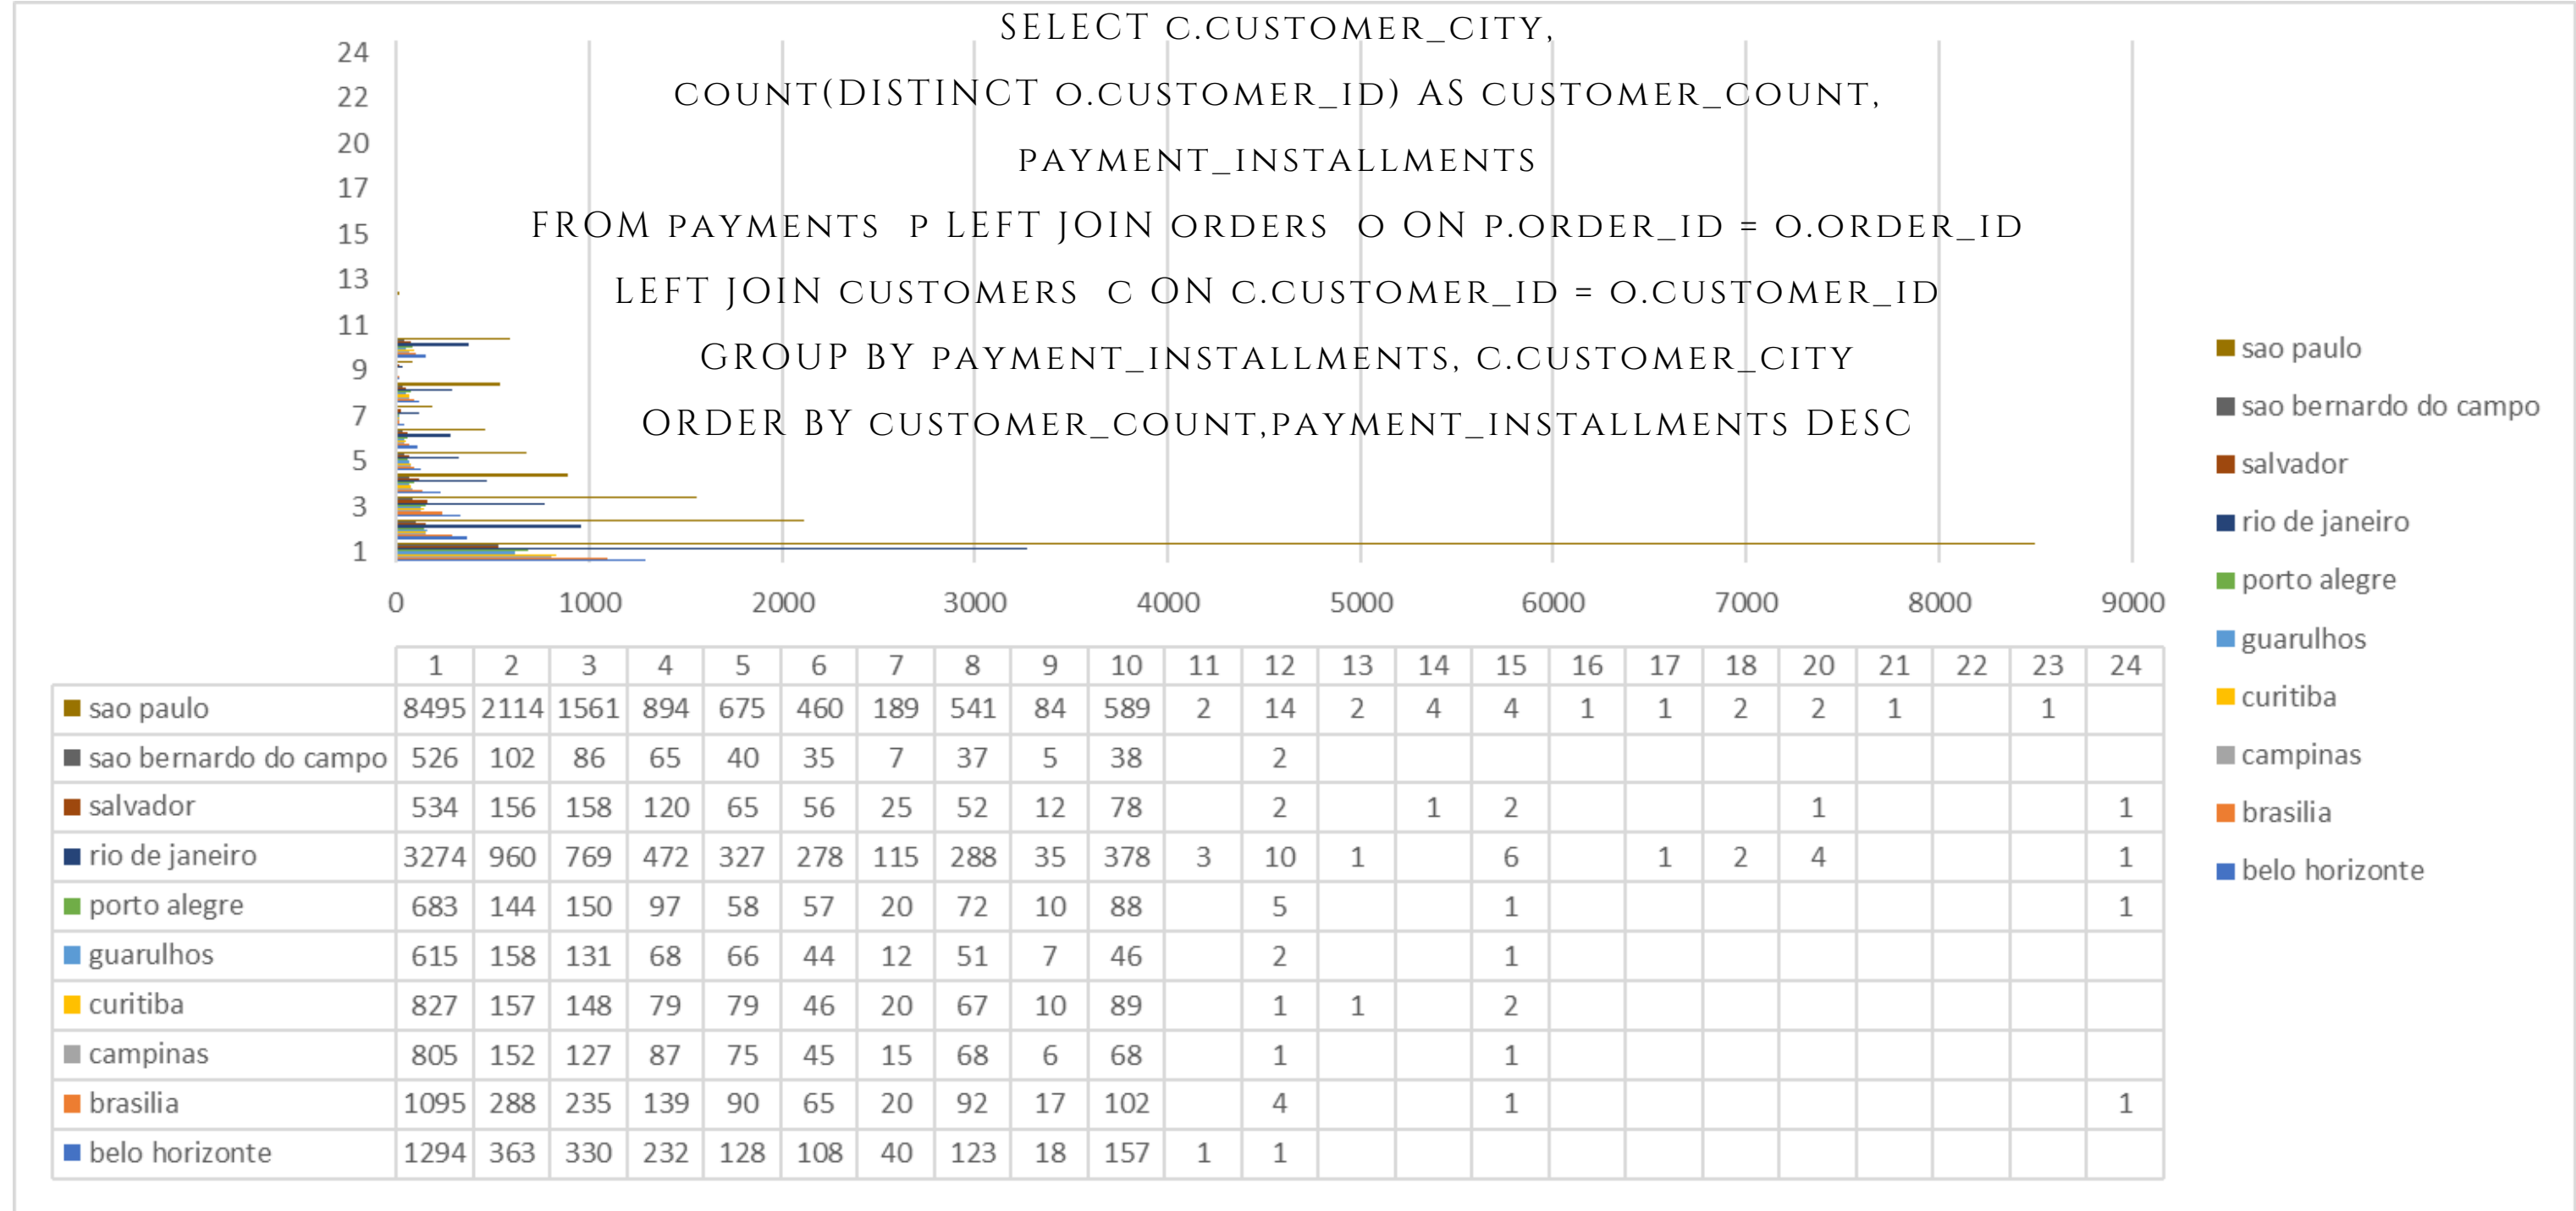 SELECT C.CUSTOMER_CITY,
COUNT(DISTINCT O.CUSTOMER_ID) AS CUSTOMER_COUNT,
PAYMENT_INSTALLMENTS
FROM PAYMENTS P LEFT JOIN ORDERS O ON P.ORDER_ID = O.ORDER_ID
LEFT JOIN CUSTOMERS C ON C.CUSTOMER_ID = O.CUSTOMER_ID
GROUP BY PAYMENT_INSTALLMENTS, C.CUSTOMER_CITY
ORDER BY CUSTOMER_COUNT,PAYMENT_INSTALLMENTS DESC
24
22
20
17
15
13
11
9
7
5
3
1
0 1000 2000 3000 4000 5000 6000 7000 8000 9000
sao paulo
sao bernardo do campo
salvador
rio de janeiro
porto alegre
guarulhos
curitiba
campinas
brasilia
belo horizonte
1 2 3 4 5 6 7 8 9 10 11 12 13 14 15 16 17 18 20 21 22 23 24
sao paulo 8495 2114 1561 894 675 460 189 541 84 589 2 14 2 4 4 1 1 2 2 1 1
sao bernardo do campo 526 102 86 65 40 35 7 37 5 38 2
salvador 534 156 158 120 65 56 25 52 12 78 2 1 2 1 1
rio de janeiro 3274 960 769 472 327 278 115 288 35 378 3 10 1 6 1 2 4 1
porto alegre 683 144 150 97 58 57 20 72 10 88 5 1 1
guarulhos 615 158 131 68 66 44 12 51 7 46 2 1
curitiba 827 157 148 79 79 46 20 67 10 89 1 1 2
campinas 805 152 127 87 75 45 15 68 6 68 1 1
brasilia 1095 288 235 139 90 65 20 92 17 102 4 1 1
belo horizonte 1294 363 330 232 128 108 40 123 18 157 1 1